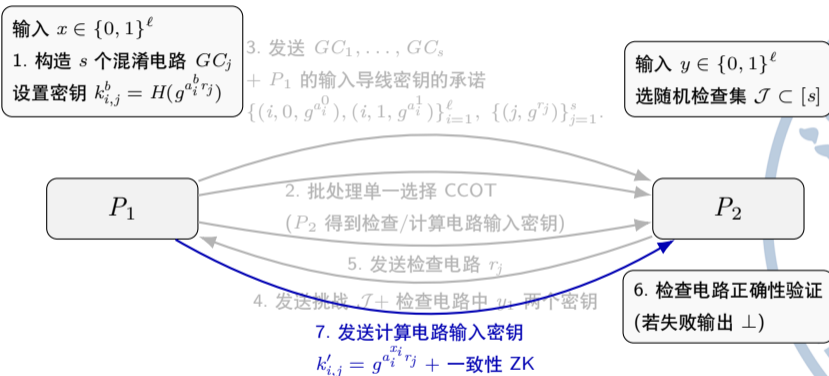 输入 x ∈ {0, 1}^ℓ
1. 构造 s 个混淆电路 GC_j
设置密钥 k^b_{i,j} = H(g^{a^b_i r_j})
3. 发送 GC_1, . . . , GC_s
+ P_1 的输入导线密钥的承诺
{(i, 0, g^{a^0_i}), (i, 1, g^{a^1_i})}^ℓ_{i=1}, {(j, g^{r_j})}^s_{j=1}.
输入 y ∈ {0, 1}^ℓ
选随机检查集 𝒥 ⊂ [s]
P_1
2. 批处理单一选择 CCOT
(P_2 得到检查/计算电路输入密钥)
P_2
5. 发送检查电路 r_j
4. 发送挑战 𝒥+ 检查电路中 y_1 两个密钥
6. 检查电路正确性验证
(若失败输出 ⊥)
7. 发送计算电路输入密钥
k′_{i,j} = g^{a^{x_i}_i r_j} + 一致性 ZK